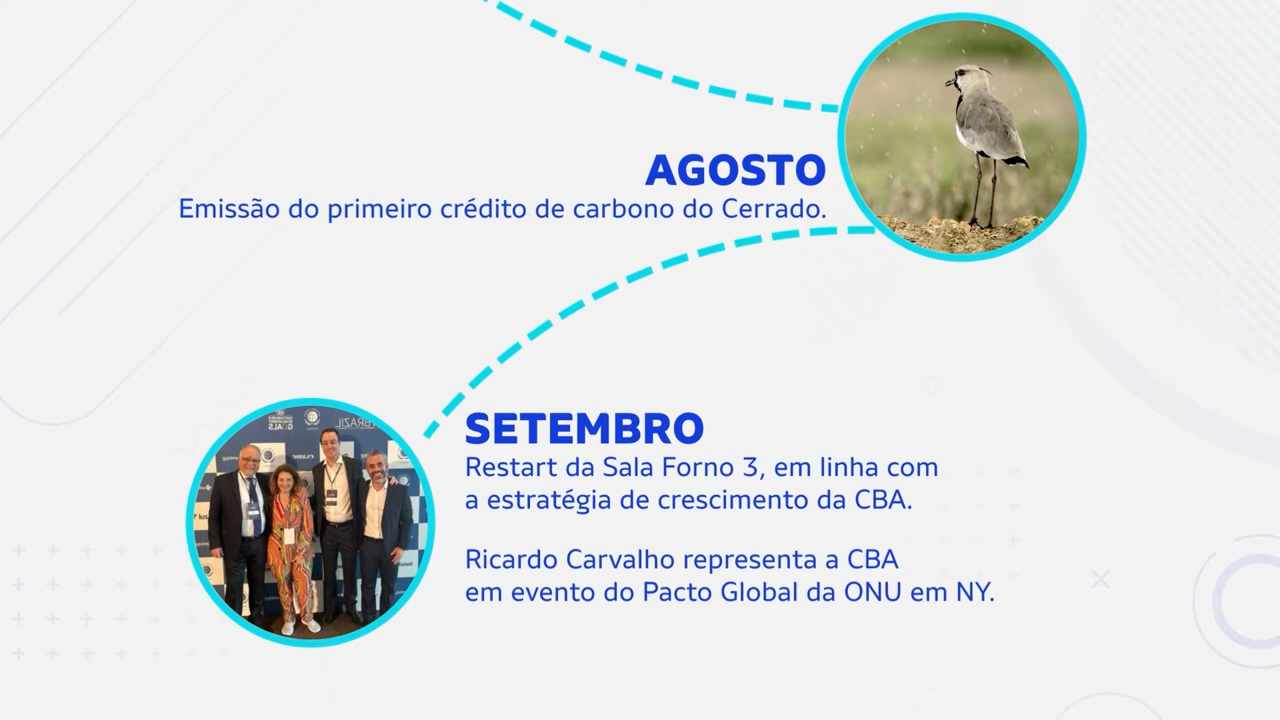 AGOSTO
Emissão do primeiro crédito de carbono do Cerrado.
SETEMBRO
Restart da Sala Forno 3, em linha com
a estratégia de crescimento da CBA.
Ricardo Carvalho representa a CBA
em evento do Pacto Global da ONU em NY.